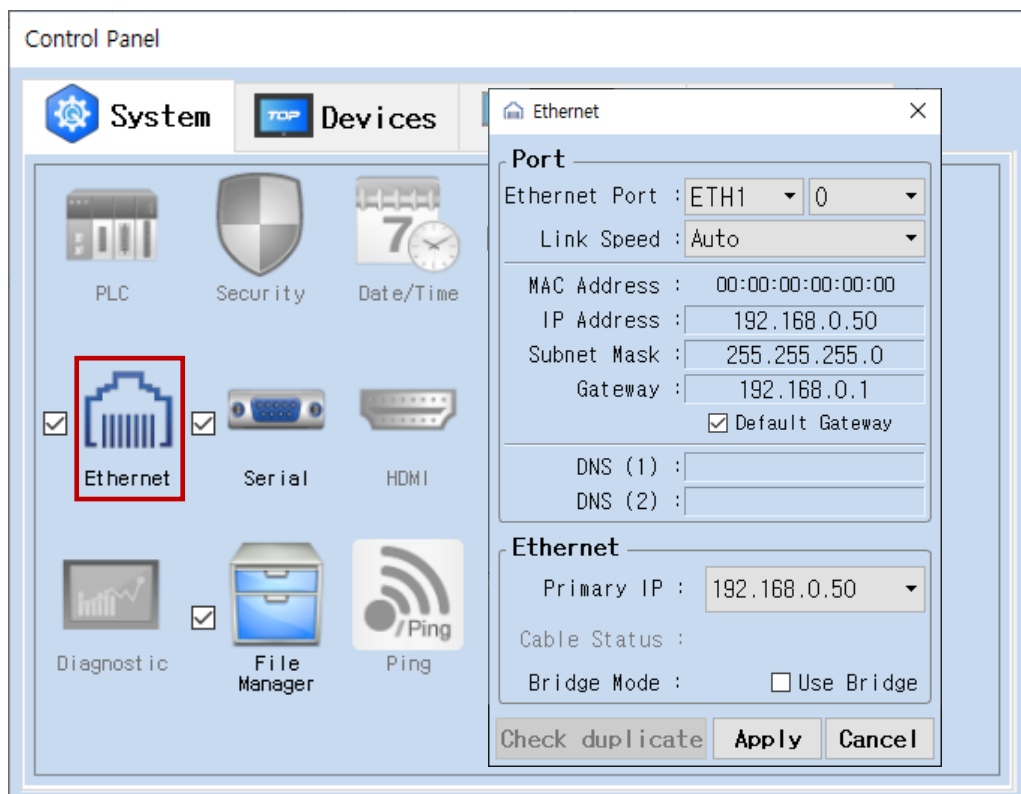 Control Panel
System
TOP
Devices
7
PLC
Security
Date/Time
Ethernet
Serial
HDMI
/Ping
Diagnostic
File
Manager
Ping
Ethernet
Port
Ethernet Port : ETH1 0
Link Speed : Auto
MAC Address : 00:00:00:00:00:00
IP Address : 192.168.0.50
Subnet Mask : 255.255.255.0
Gateway : 192.168.0.1
Default Gateway
DNS (1) :
DNS (2) :
Ethernet
Primary IP : 192.168.0.50
Cable Status :
Bridge Mode : Use Bridge
Check duplicate Apply Cancel